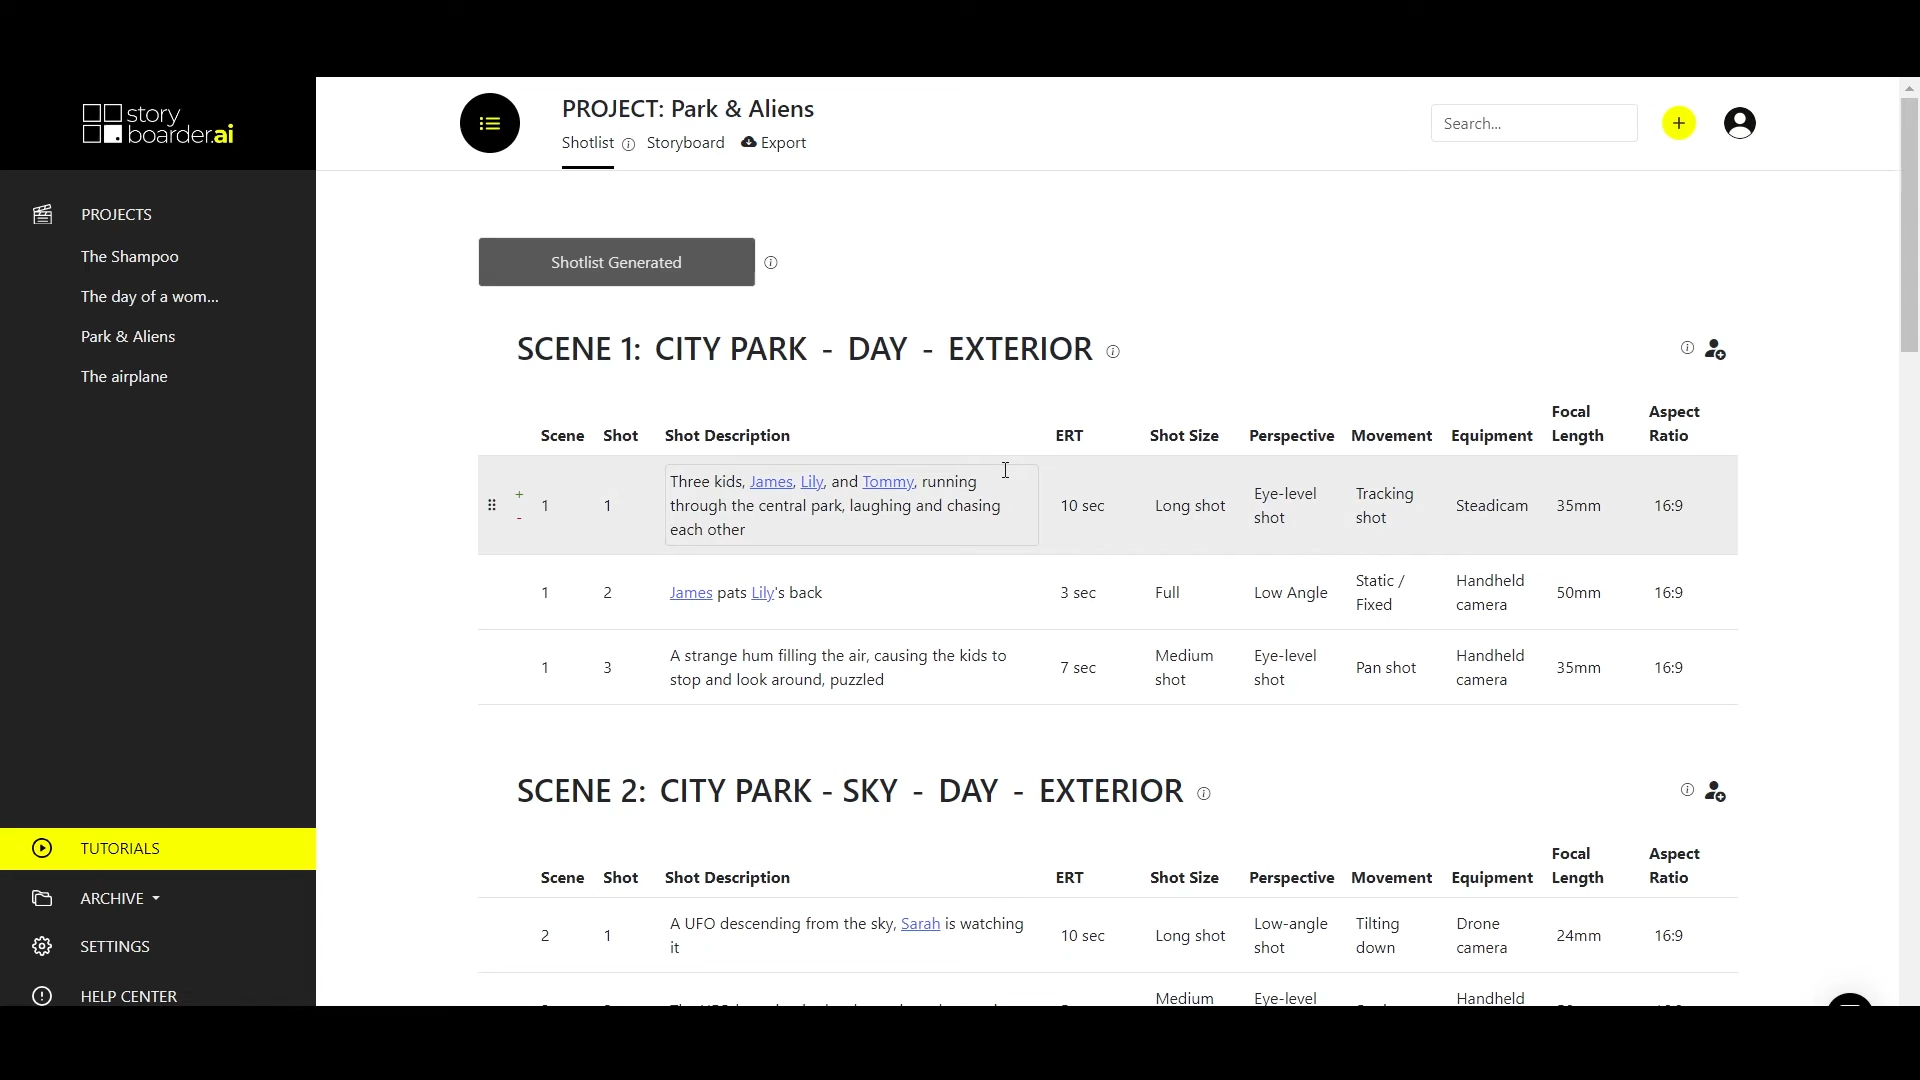 story
boarder.ai
PROJECT: Park & Aliens
Shotlist Storyboard Export
Search...
+
PROJECTS
The Shampoo
The day of a wom...
Park & Aliens
The airplane
TUTORIALS
ARCHIVE
SETTINGS
HELP CENTER
Shotlist Generated
SCENE 1: CITY PARK - DAY - EXTERIOR
Scene Shot Shot Description ERT Shot Size Perspective Movement Equipment Focal Length Aspect Ratio
+
-
1 1 Three kids, James, Lily, and Tommy, running
through the central park, laughing and chasing
each other
10 sec Long shot Eye-level shot Tracking shot Steadicam 35mm 16:9
1 2 James pats Lily's back 3 sec Full Low Angle Static / Fixed Handheld camera 50mm 16:9
1 3 A strange hum filling the air, causing the kids to
stop and look around, puzzled
7 sec Medium shot Eye-level shot Pan shot Handheld camera 35mm 16:9
SCENE 2: CITY PARK - SKY - DAY - EXTERIOR
Scene Shot Shot Description ERT Shot Size Perspective Movement Equipment Focal Length Aspect Ratio
2 1 A UFO descending from the sky, Sarah is watching
it
10 sec Long shot Low-angle shot Tilting down Drone camera 24mm 16:9
Medium Eye-level Handheld